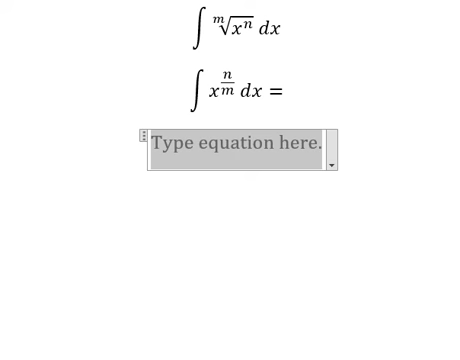 ∫ ᵐ√(xⁿ) dx
∫ x^(n/m) dx =
Type equation here.